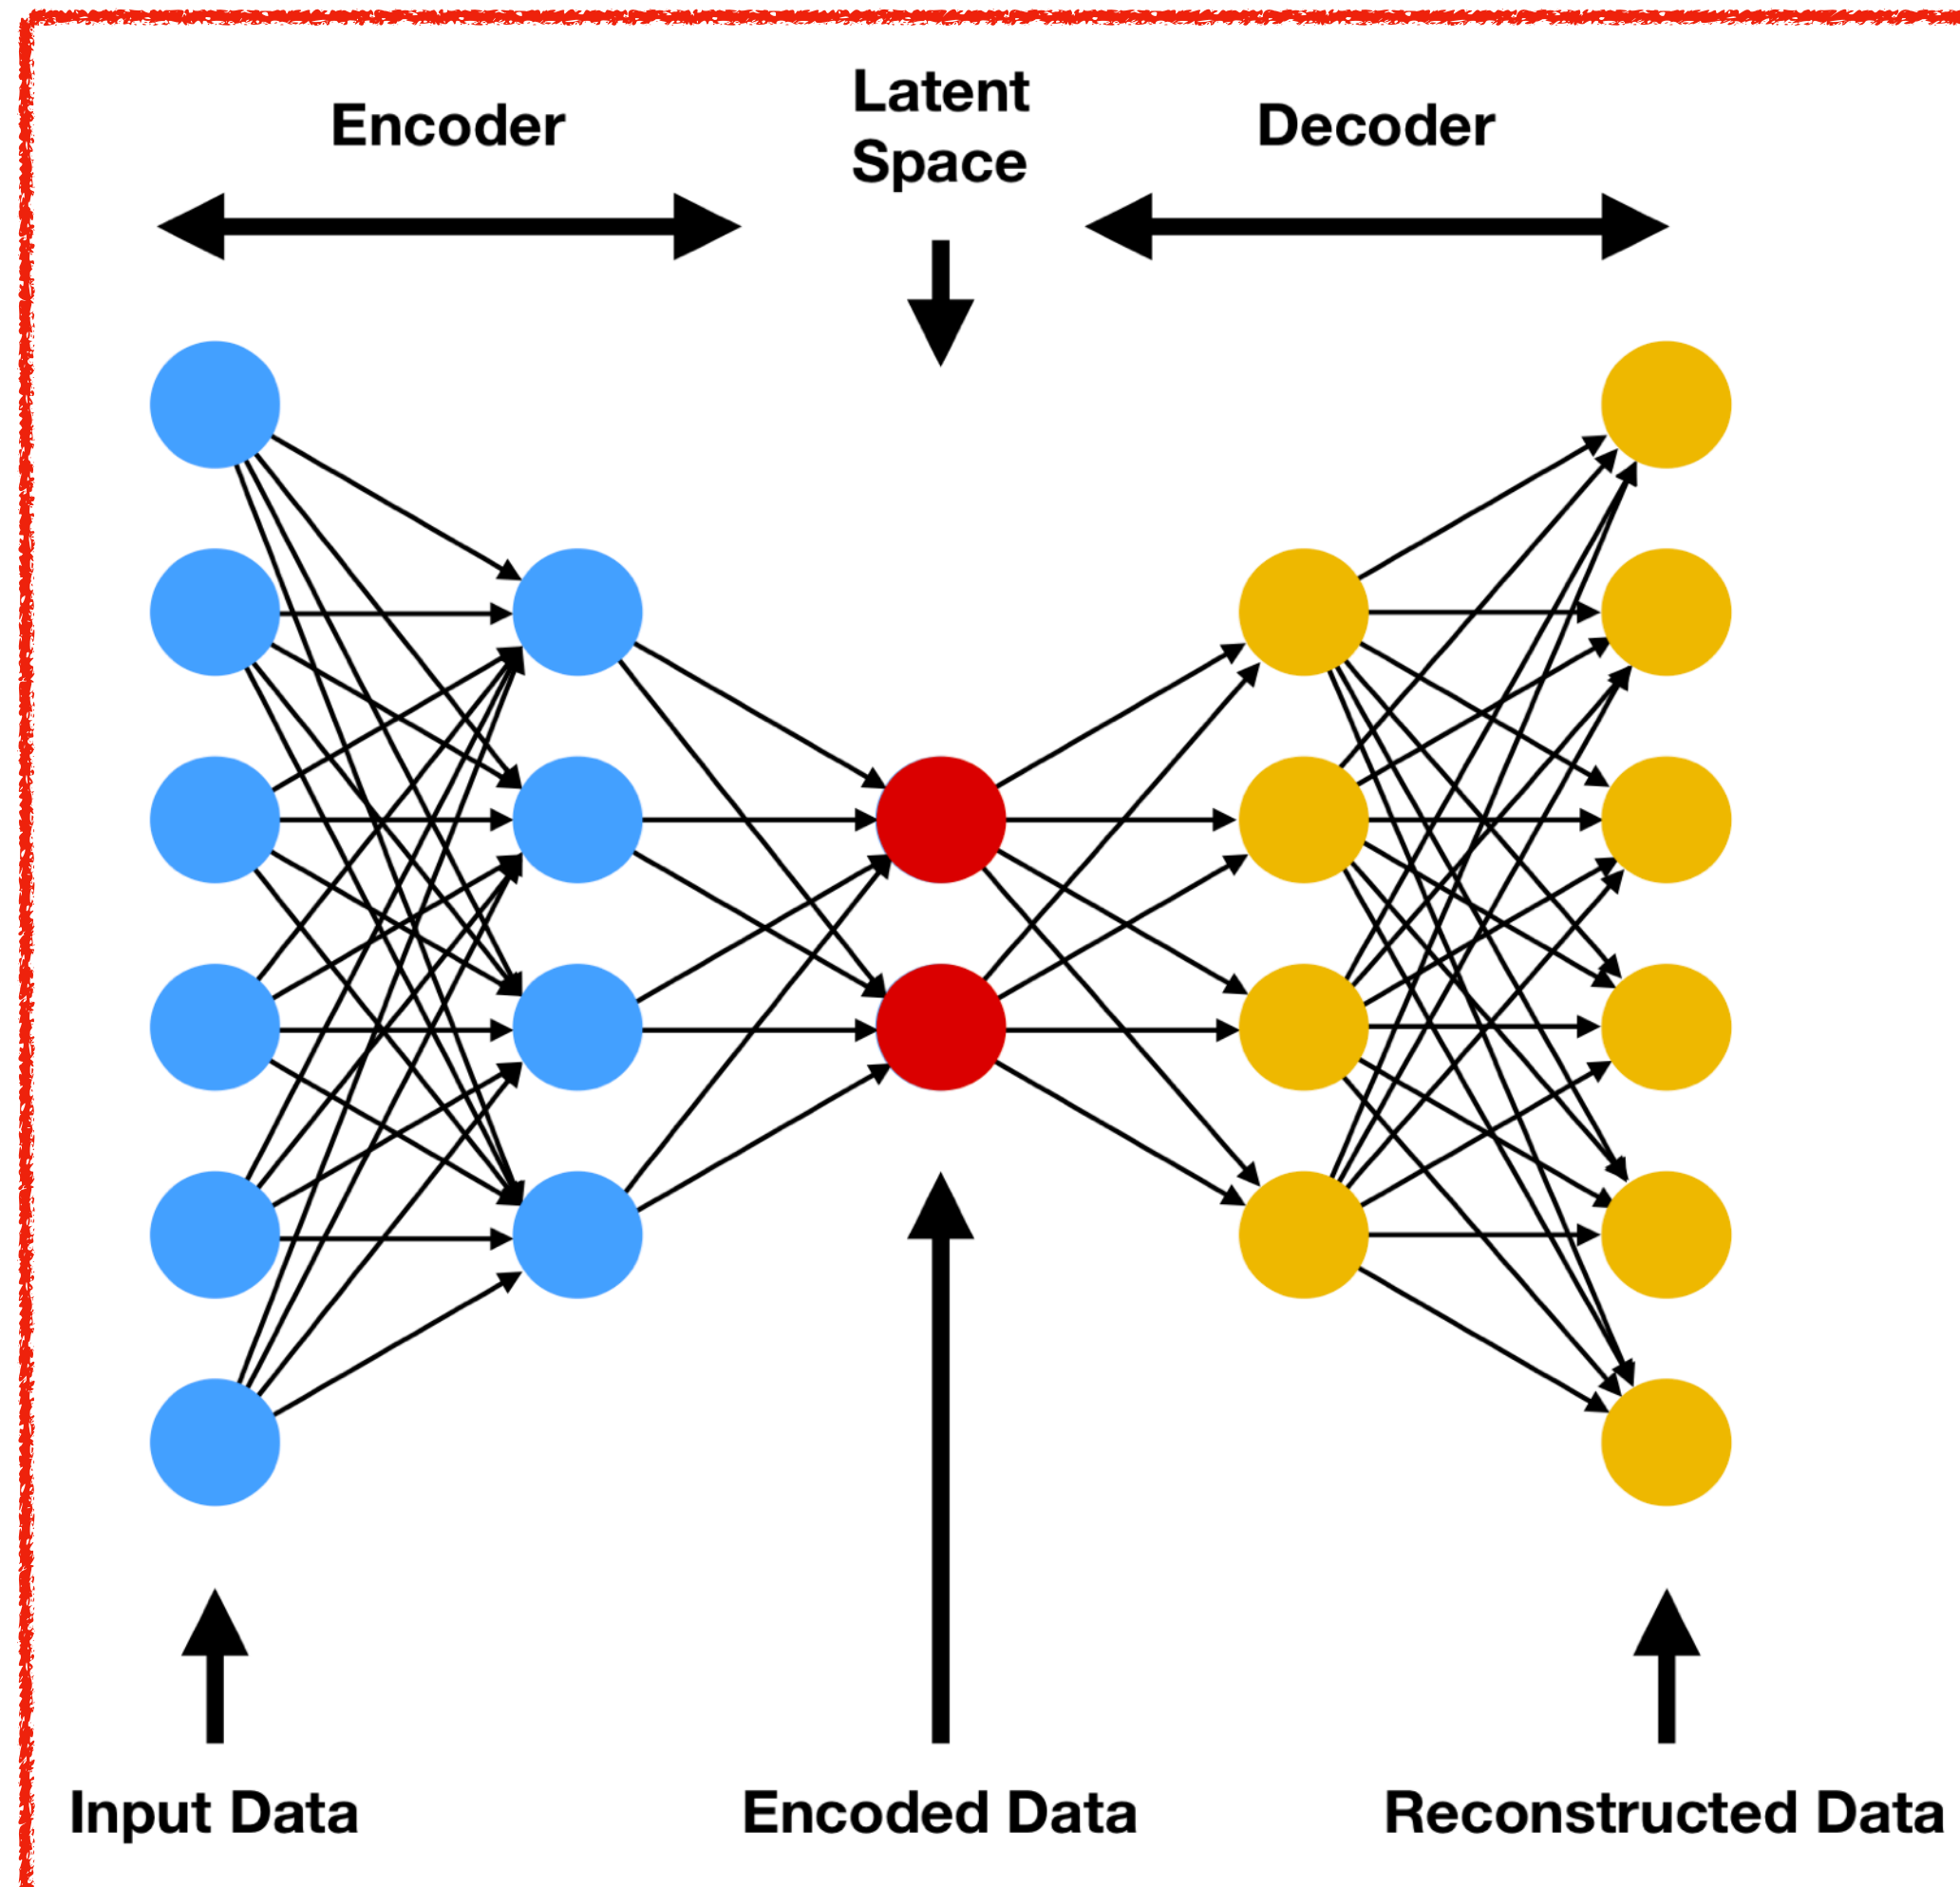 Encoder
Latent
Space
Decoder
Input Data
Encoded Data
Reconstructed Data